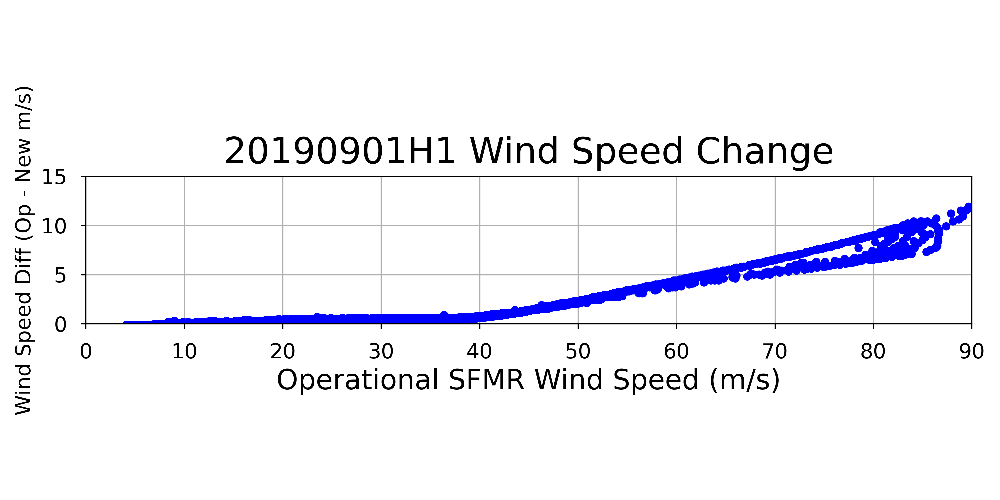 20190901H1 Wind Speed Change
Wind Speed Diff (Op - New m/s)
15
10
5
0
0 10 20 30 40 50 60 70 80 90
Operational SFMR Wind Speed (m/s)